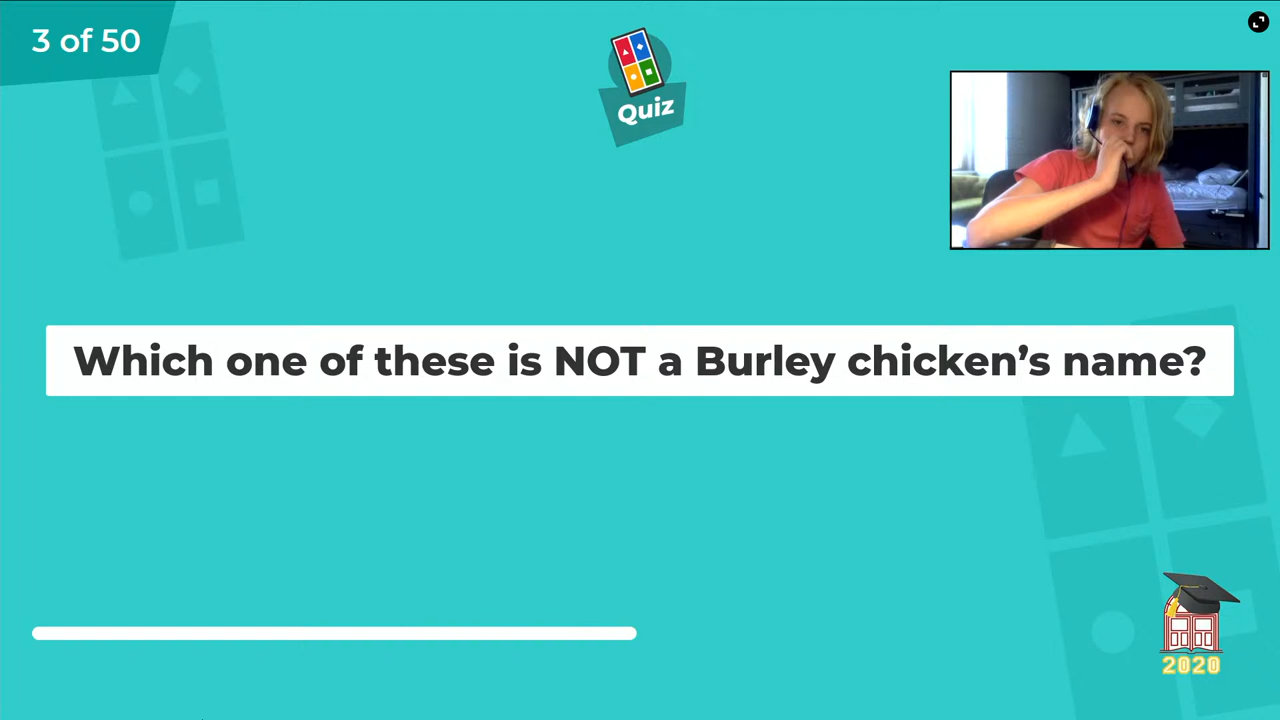 3 of 50
Quiz
Which one of these is NOT a Burley chicken’s name?
2020